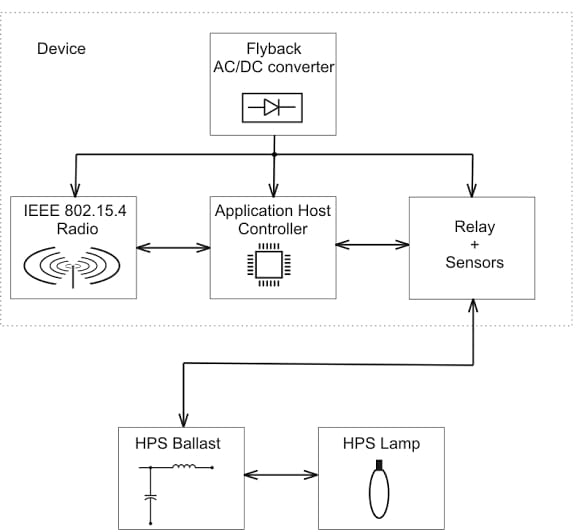 Device
Flyback
AC/DC converter
IEEE 802.15.4
Radio
Application Host
Controller
Relay
+
Sensors
HPS Ballast
HPS Lamp